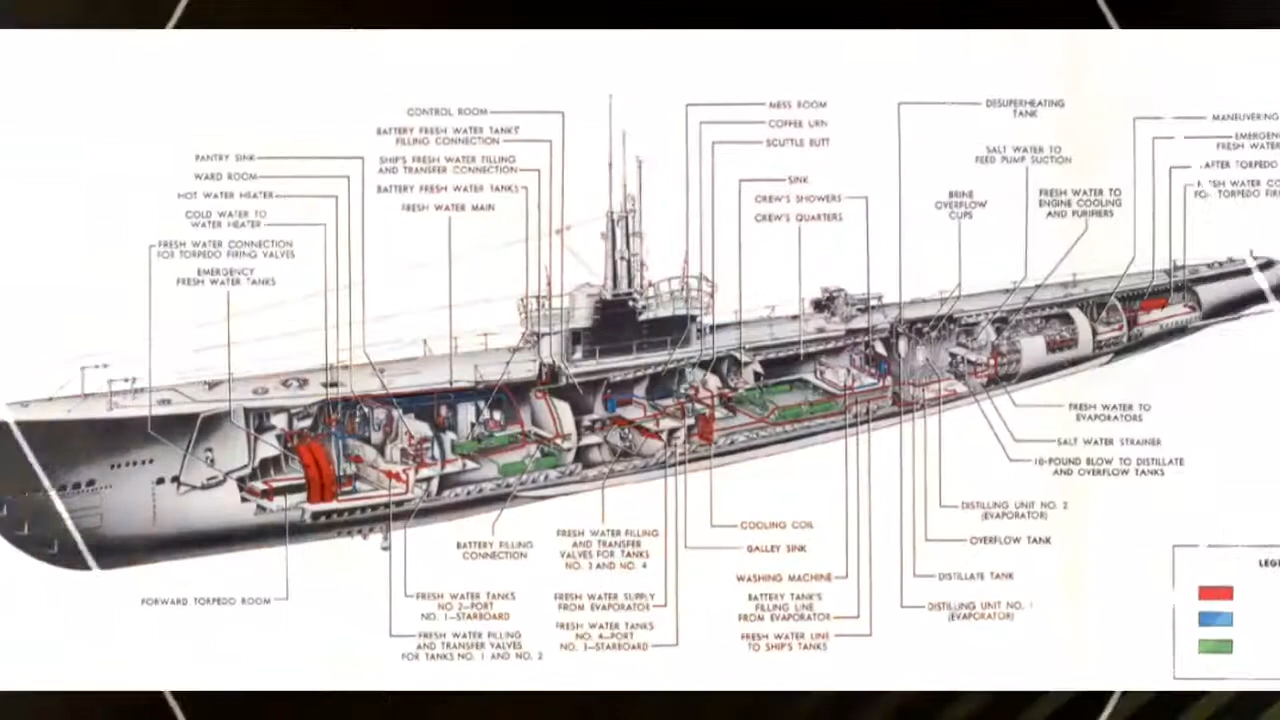 CONTROL ROOM
BATTERY FRESH WATER TANKS'
FILLING CONNECTION
SHIP'S FRESH WATER FILLING
AND TRANSFER CONNECTION
BATTERY FRESH WATER TANKS
FRESH WATER MAIN
PANTRY SINK
WARD ROOM
HOT WATER HEATER
COLD WATER TO
WATER HEATER
FRESH WATER CONNECTION
FOR TORPEDO FIRING VALVES
EMERGENCY
FRESH WATER TANKS
MESS ROOM
COFFEE URN
SCUTTLE BUTT
SINK
CREW'S SHOWERS
CREW'S QUARTERS
DESUPERHEATING
TANK
SALT WATER TO
FEED PUMP SUCTION
BRINE
OVERFLOW
CUPS
FRESH WATER TO
ENGINE COOLING
AND PURIFIERS
MANEUVERING
EMERGENC
FRESH WATER
AFTER TORPEDO
WATER CO
TORPEDO FIRI
FRESH WATER TO
EVAPORATORS
SALT WATER STRAINER
10-POUND BLOW TO DISTILLATE
AND OVERFLOW TANKS
DISTILLING UNIT NO. 2
(EVAPORATOR)
OVERFLOW TANK
DISTILLATE TANK
DISTILLING UNIT NO. 1
(EVAPORATOR)
COOLING COIL
GALLEY SINK
WASHING MACHINE
BATTERY TANK'S
FILLING LINE
FROM EVAPORATOR
FRESH WATER LINE
TO SHIP'S TANKS
FRESH WATER FILLING
AND TRANSFER
VALVES FOR TANKS
NO. 3 AND NO. 4
FRESH WATER SUPPLY
FROM EVAPORATOR
FRESH WATER TANKS
NO. 4—PORT
NO. 3—STARBOARD
BATTERY FILLING
CONNECTION
FRESH WATER TANKS
NO 2—PORT
NO. 1—STARBOARD
FRESH WATER FILLING
AND TRANSFER VALVES
FOR TANKS NO. 1 AND NO. 2
FORWARD TORPEDO ROOM
LEG